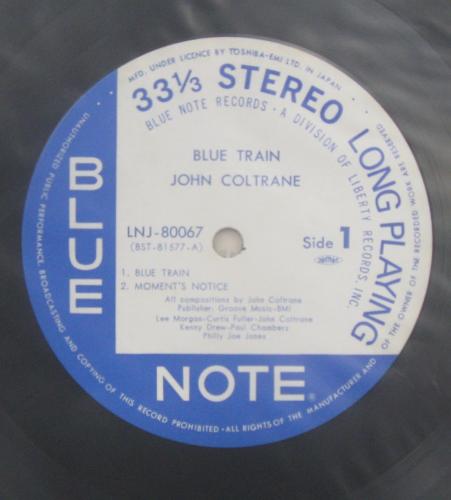 MFD. UNDER LICENCE BY TOSHIBA-EMI LTD. IN JAPAN
33⅓ STEREO LONG PLAYING
BLUE NOTE RECORDS · A DIVISION OF LIBERTY RECORDS, INC.
BLUE TRAIN
JOHN COLTRANE
LNJ-80067
(BST-81577-A)
Side 1
1. BLUE TRAIN
2. MOMENT'S NOTICE
All compositions by John Coltrane
Publisher, Groove Music-BMI
Lee Morgan-Curtis Fuller-John Coltrane
Kenny Drew-Paul Chambers
Philly Joe Jones
BLUE
NOTE®
UNAUTHORIZED PUBLIC PERFORMANCE, BROADCASTING AND COPYING OF THIS RECORD PROHIBITED · ALL RIGHTS OF THE MANUFACTURER AND OF THE OWNER OF THE RECORDED WORK ARE RESERVED